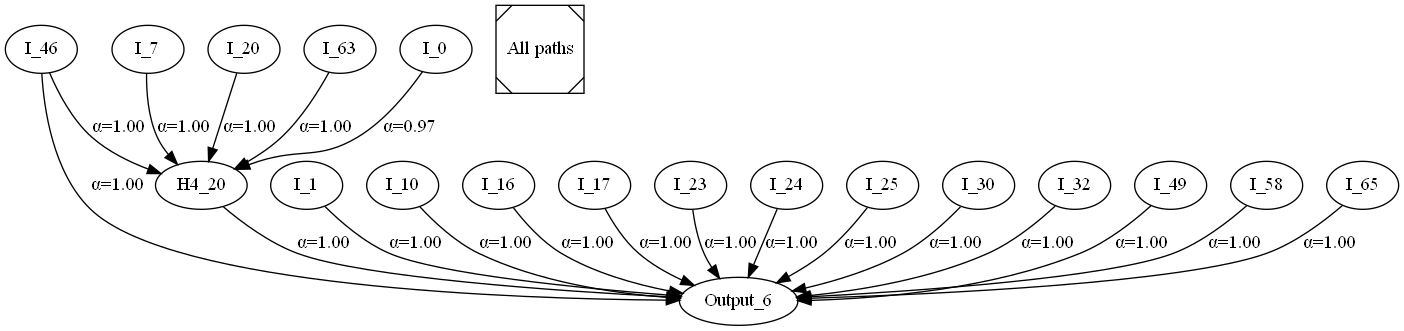 I_46
I_7
I_20
I_63
I_0
All paths
α=1.00
α=1.00
α=1.00
α=1.00
α=0.97
α=1.00
H4_20
I_1
I_10
I_16
I_17
I_23
I_24
I_25
I_30
I_32
I_49
I_58
I_65
α=1.00
α=1.00
α=1.00
α=1.00
α=1.00
α=1.00
α=1.00
α=1.00
α=1.00
α=1.00
α=1.00
α=1.00
α=1.00
Output_6